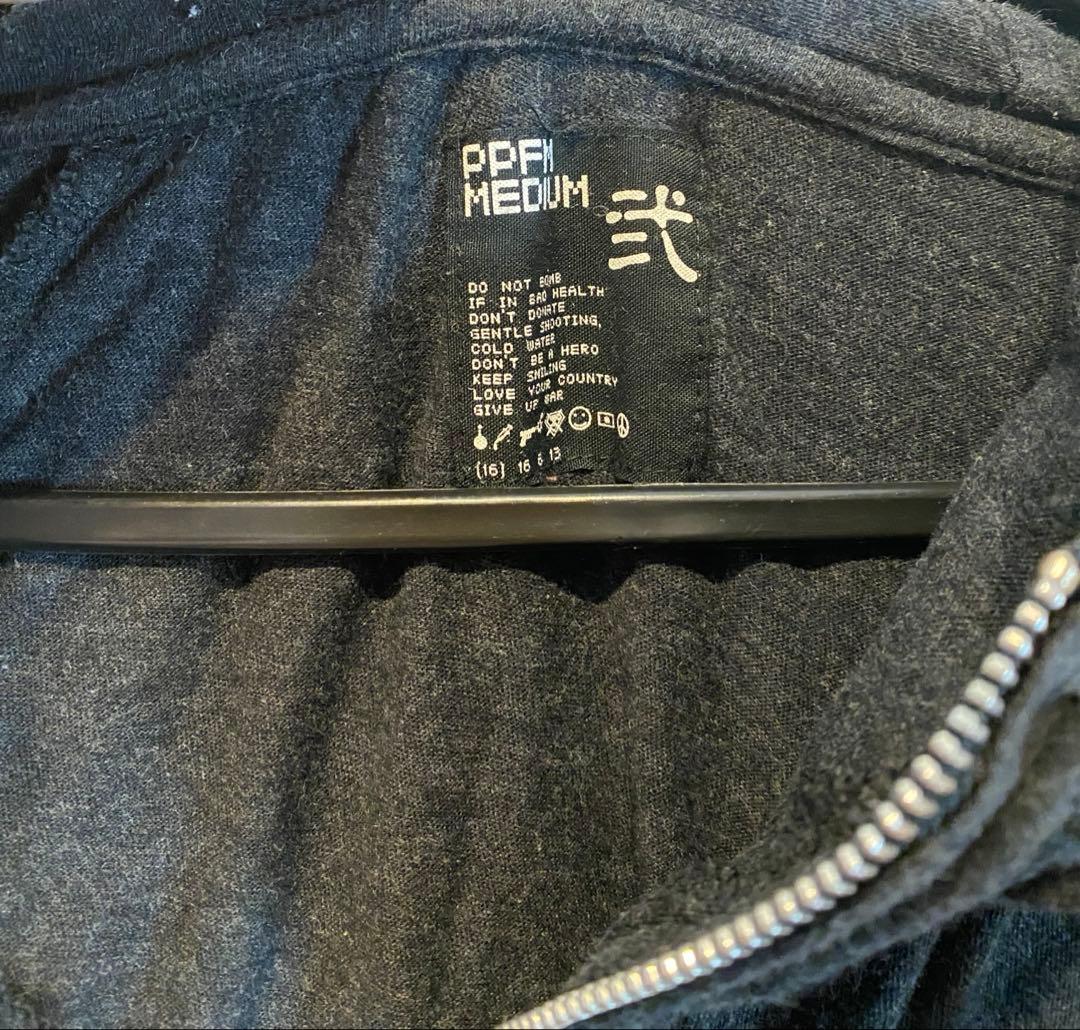 PPFM
MEDIUM
弐
DO NOT BOMB
IF IN BAD HEALTH
DON'T DONATE
GENTLE SHOOTING,
COLD WATER
DON'T BE A HERO
KEEP SMILING
LOVE YOUR COUNTRY
GIVE UP WAR
(16) 16 6 13